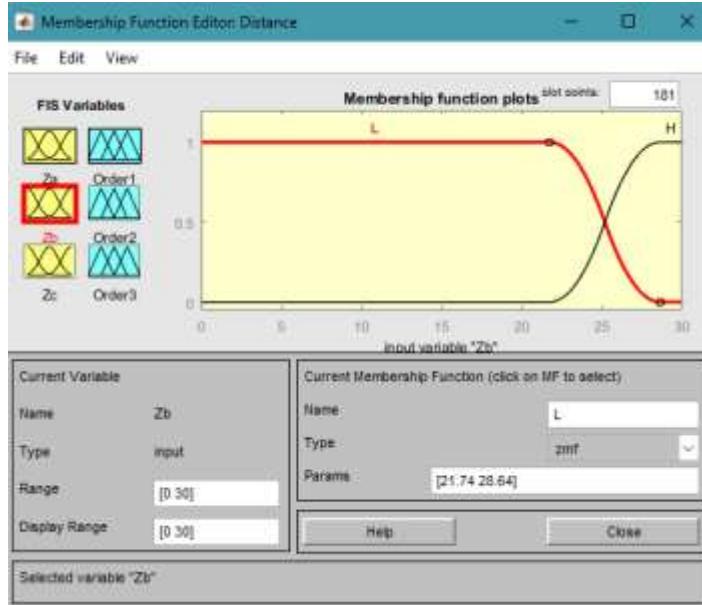 Membership Function Editor: Distance
File Edit View
FIS Variables
Membership function plots
plot points:
181
Za Order1
Zb Order2
Zc Order3
L
H
1
0.5
0
0 5 10 15 20 25 30
input variable "Zb"
Current Variable
Name Zb
Type input
Range [0 30]
Display Range [0 30]
Current Membership Function (click on MF to select)
Name L
Type zmf
Params [21.74 28.64]
Help Close
Selected variable "Zb"